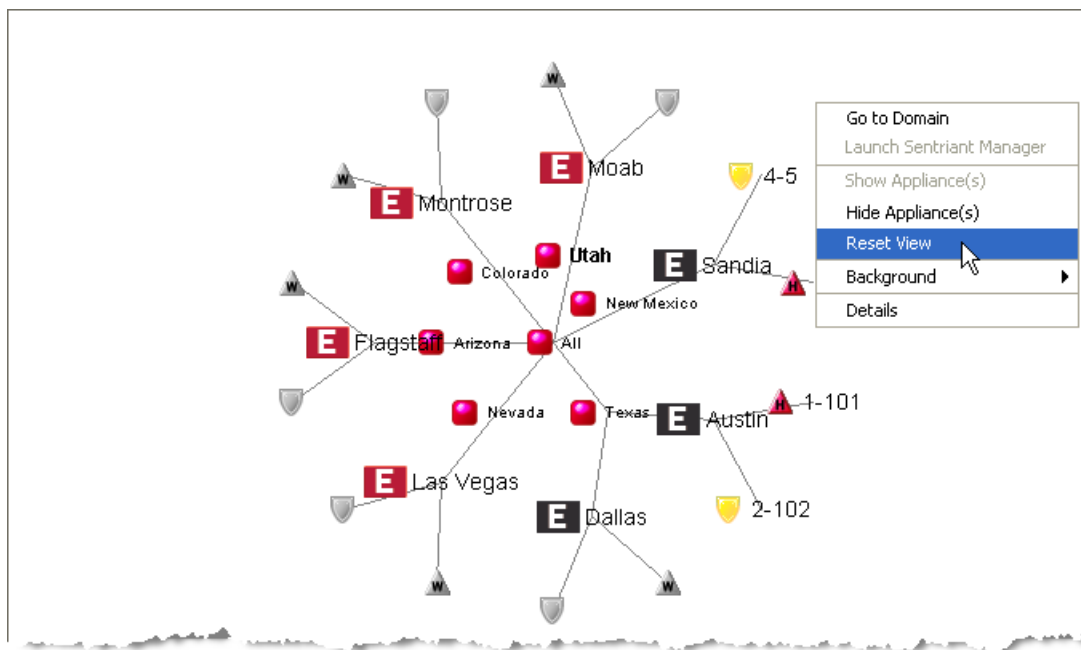 W
W
Go to Domain
Launch Sentriant Manager
E Moab
4-5
Show Appliance(s)
E Montrose
Hide Appliance(s)
Reset View
Utah
E Sandia
Colorado
Background
W
H
New Mexico
Details
E Flagstaff
Arizona
All
H 1-101
Nevada
Texas
E Austin
E Las Vegas
2-102
E Dallas
W
W